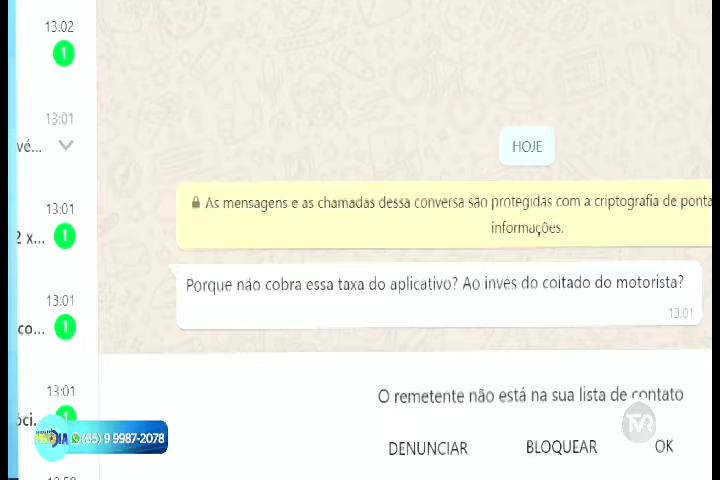 13:02
1
13:01
vé...
HOJE
As mensagens e as chamadas dessa conversa são protegidas com a criptografia de ponta
informações.
13:01
2 x...
1
Porque não cobra essa taxa do aplicativo? Ao invés do coitado do motorista?
13:01
13:01
co...
1
13:01
O remetente não está na sua lista de contato
óci.
1
DIA
(65) 9 9987-2078
TVR
DENUNCIAR
BLOQUEAR
OK